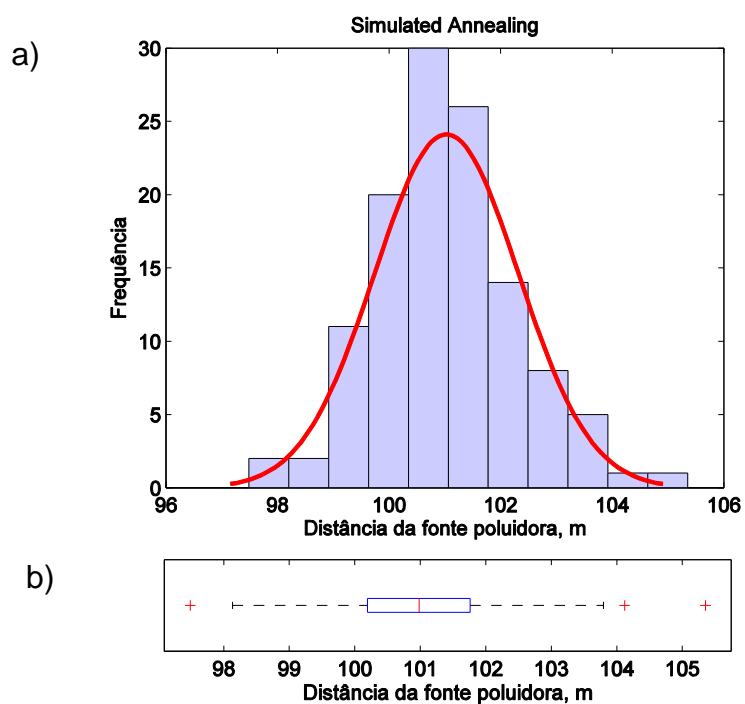 Simulated Annealing
a)
30
25
20
15
10
5
0
Frequência
96 98 100 102 104 106
Distância da fonte poluidora, m
b)
98 99 100 101 102 103 104 105
Distância da fonte poluidora, m